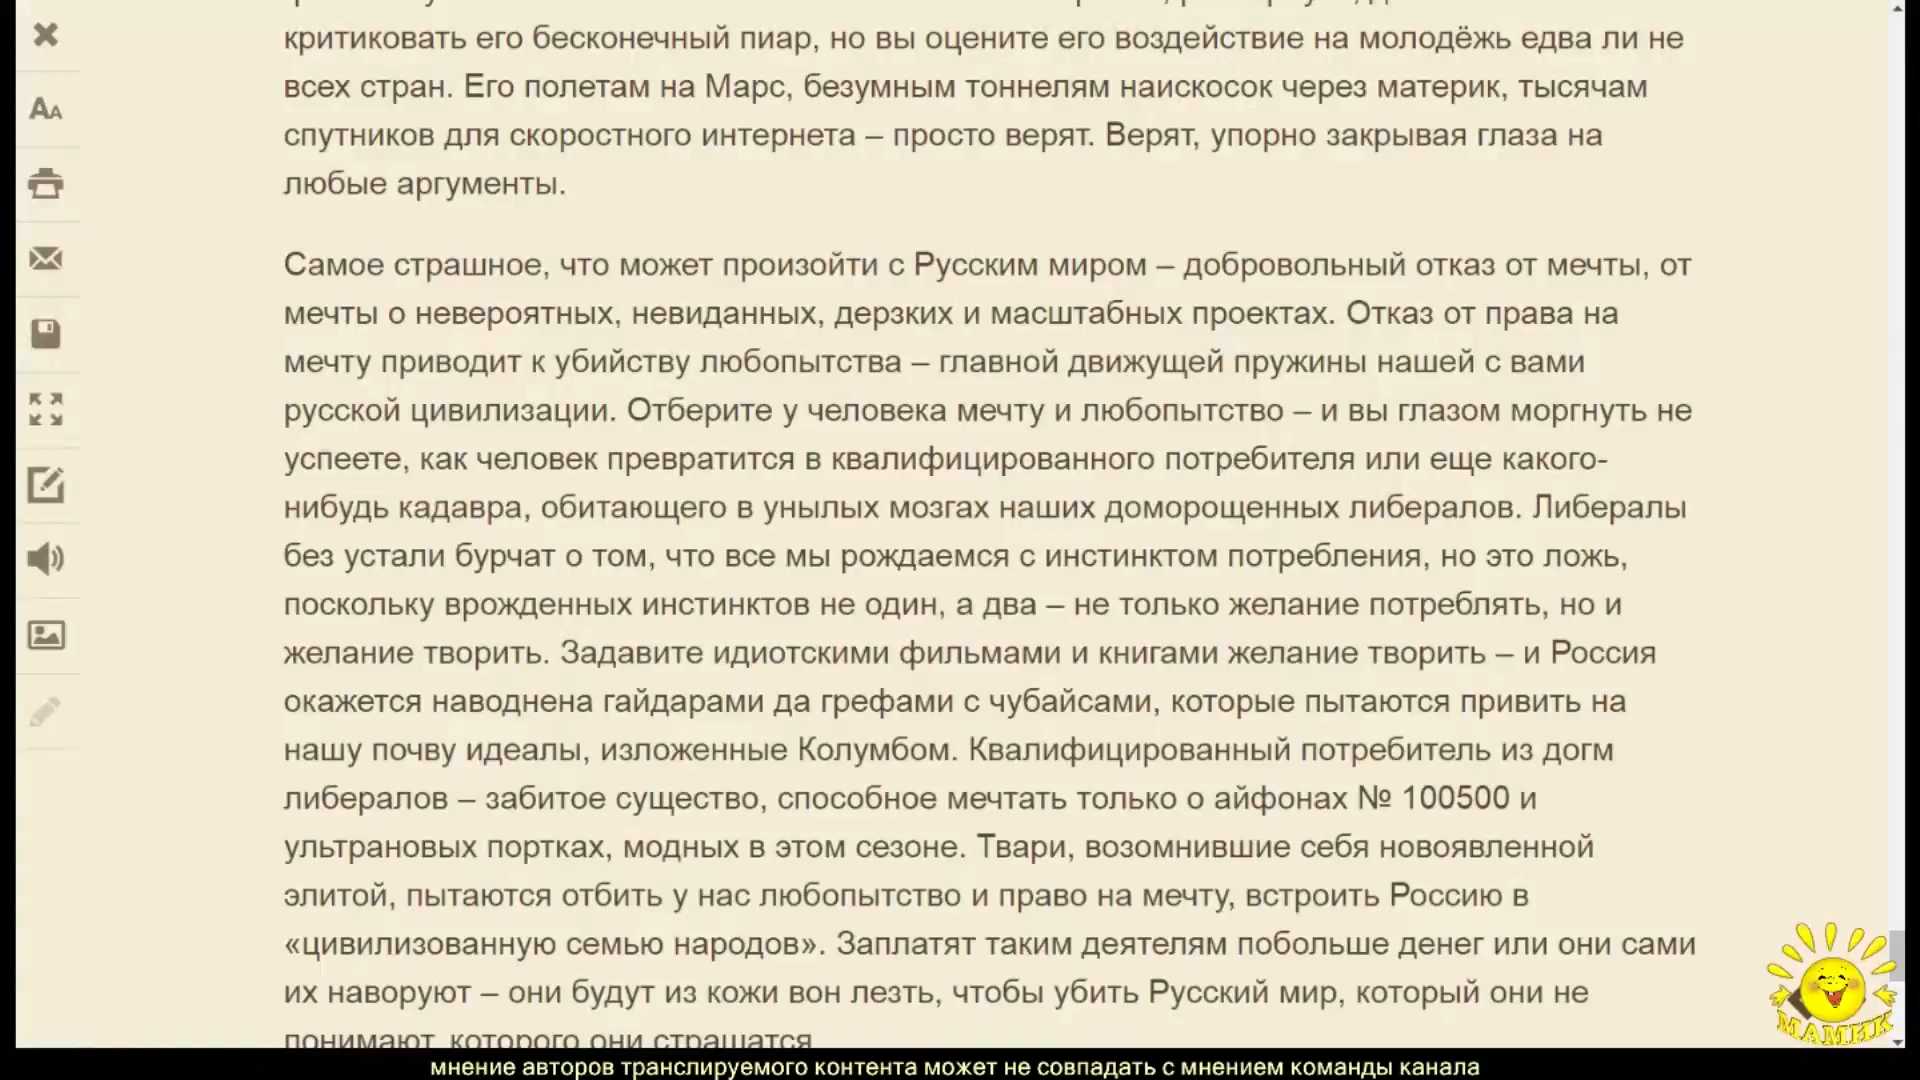 критиковать его бесконечный пиар, но вы оцените его воздействие на молодёжь едва ли не
всех стран. Его полетам на Марс, безумным тоннелям наискосок через материк, тысячам
спутников для скоростного интернета – просто верят. Верят, упорно закрывая глаза на
любые аргументы.
Самое страшное, что может произойти с Русским миром – добровольный отказ от мечты, от
мечты о невероятных, невиданных, дерзких и масштабных проектах. Отказ от права на
мечту приводит к убийству любопытства – главной движущей пружины нашей с вами
русской цивилизации. Отберите у человека мечту и любопытство – и вы глазом моргнуть не
успеете, как человек превратится в квалифицированного потребителя или еще какого-
нибудь кадавра, обитающего в унылых мозгах наших доморощенных либералов. Либералы
без устали бурчат о том, что все мы рождаемся с инстинктом потребления, но это ложь,
поскольку врожденных инстинктов не один, а два – не только желание потреблять, но и
желание творить. Задавите идиотскими фильмами и книгами желание творить – и Россия
окажется наводнена гайдарами да грефами с чубайсами, которые пытаются привить на
нашу почву идеалы, изложенные Колумбом. Квалифицированный потребитель из догм
либералов – забитое существо, способное мечтать только о айфонах № 100500 и
ультрановых портках, модных в этом сезоне. Твари, возомнившие себя новоявленной
элитой, пытаются отбить у нас любопытство и право на мечту, встроить Россию в
«цивилизованную семью народов». Заплатят таким деятелям побольше денег или они сами
их наворуют – они будут из кожи вон лезть, чтобы убить Русский мир, который они не
понимают, которого они страшатся
МАМИК
мнение авторов транслируемого контента может не совпадать с мнением команды канала